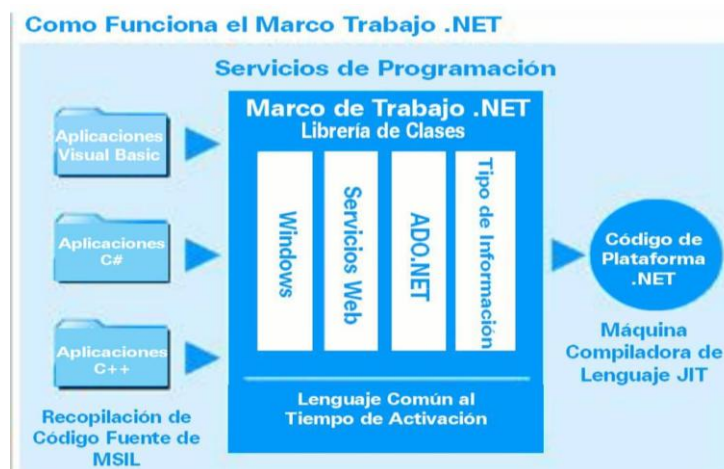 Como Funciona el Marco Trabajo .NET
Servicios de Programación
Aplicaciones
Visual Basic
Aplicaciones
C#
Aplicaciones
C++
Recopilación de
Código Fuente de
MSIL
Marco de Trabajo .NET
Librería de Clases
Windows
Servicios Web
ADO.NET
Tipo de Información
Lenguaje Común al
Tiempo de Activación
Código de
Plataforma
.NET
Máquina
Compiladora de
Lenguaje JIT